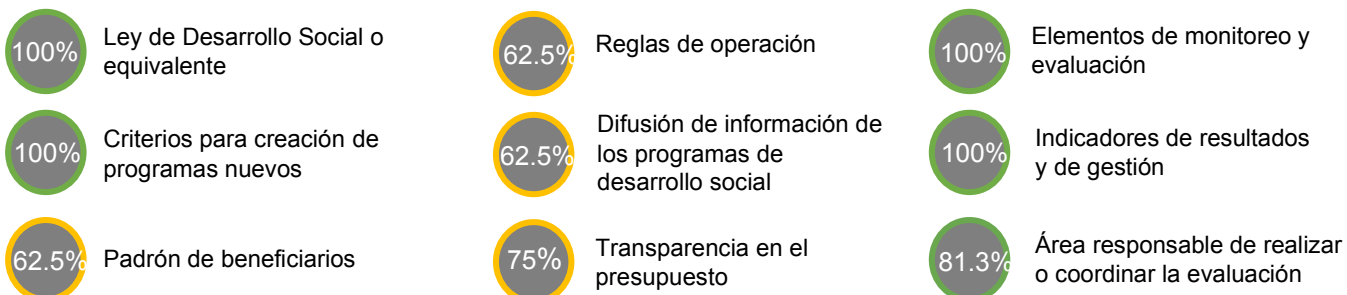 100%
Ley de Desarrollo Social o
equivalente
100%
Criterios para creación de
programas nuevos
62.5%
Padrón de beneficiarios
62.5%
Reglas de operación
62.5%
Difusión de información de
los programas de
desarrollo social
75%
Transparencia en el
presupuesto
100%
Elementos de monitoreo y
evaluación
100%
Indicadores de resultados
y de gestión
81.3%
Área responsable de realizar
o coordinar la evaluación